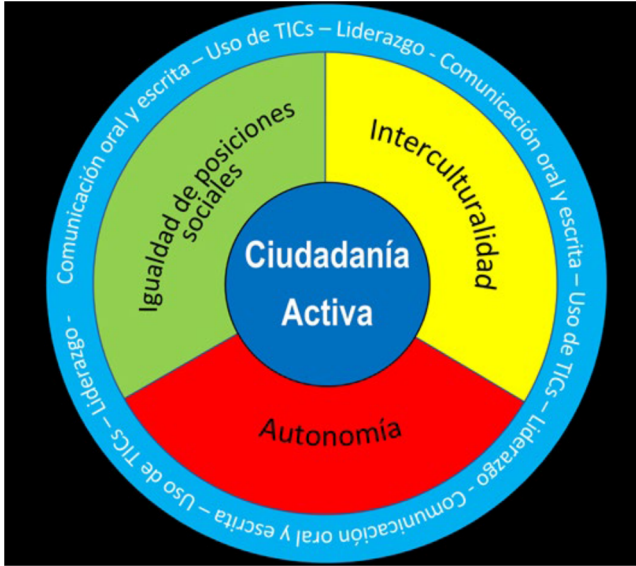 Comunicación oral y escrita – Uso de TICs – Liderazgo - Comunicación oral y escrita – Uso de TICs – Liderazgo - Comunicación oral y escrita – Uso de TICs – Liderazgo -
Igualdad de posiciones
sociales
Interculturalidad
Ciudadanía
Activa
Autonomía